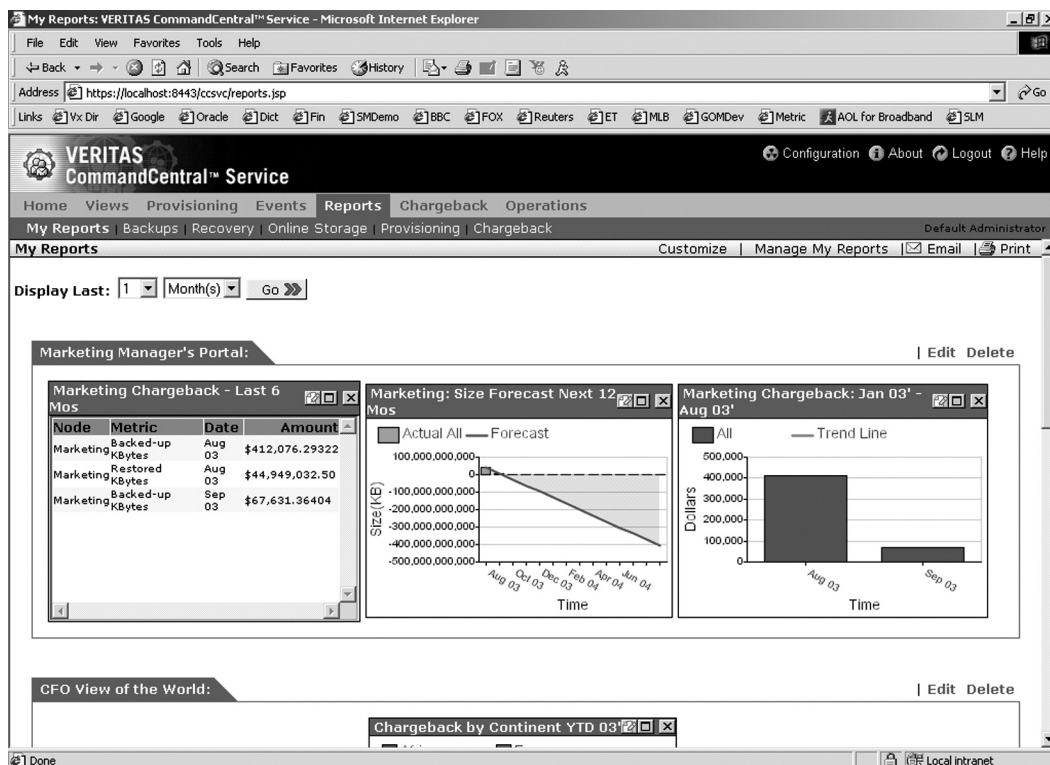 My Reports: VERITAS CommandCentral™ Service - Microsoft Internet Explorer
File Edit View Favorites Tools Help
Back Search Favorites History
Address https://localhost:8443/ccsvc/reports.jsp Go
Links Vx Dir Google Oracle Dict Fin SMDemo BBC FOX Reuters ET MLB GOMDev Metric AOL for Broadband SLM
VERITAS
CommandCentral™ Service
Configuration About Logout Help
Home Views Provisioning Events Reports Chargeback Operations
My Reports | Backups | Recovery | Online Storage | Provisioning | Chargeback Default Administrator
My Reports Customize | Manage My Reports | Email | Print
Display Last: 1 Month(s) Go
Marketing Manager's Portal: | Edit Delete
Marketing Chargeback - Last 6
Mos
Node Metric Date Amount
Marketing Backed-up KBytes Aug 03 $412,076.29322
Marketing Restored KBytes Aug 03 $44,949,032.50
Marketing Backed-up KBytes Sep 03 $67,631.36404
Marketing: Size Forecast Next 12
Mos
Actual All Forecast
100,000,000,000
0
-100,000,000,000
-200,000,000,000
-300,000,000,000
-400,000,000,000
-500,000,000,000
Size(KB)
Aug 03 Oct 03 Dec 03 Feb 04 Apr 04 Jun 04
Time
Marketing Chargeback: Jan 03' -
Aug 03'
All Trend Line
500,000
400,000
300,000
200,000
100,000
0
Dollars
Aug 03 Sep 03
Time
CFO View of the World: | Edit Delete
Chargeback by Continent YTD 03'
Done Local intranet